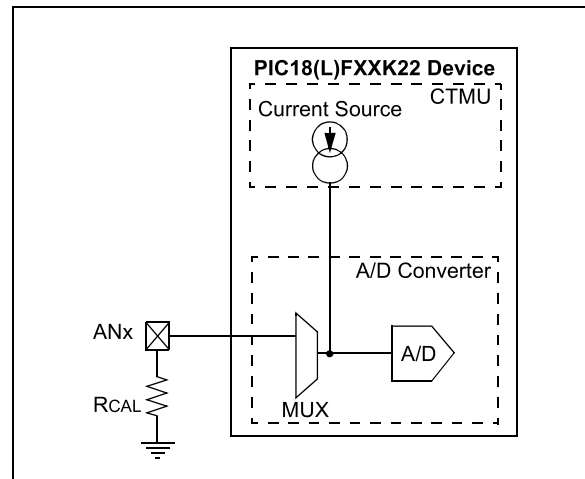 PIC18(L)FXXK22 Device
CTMU
Current Source
A/D Converter
ANx
A/D
RCAL
MUX